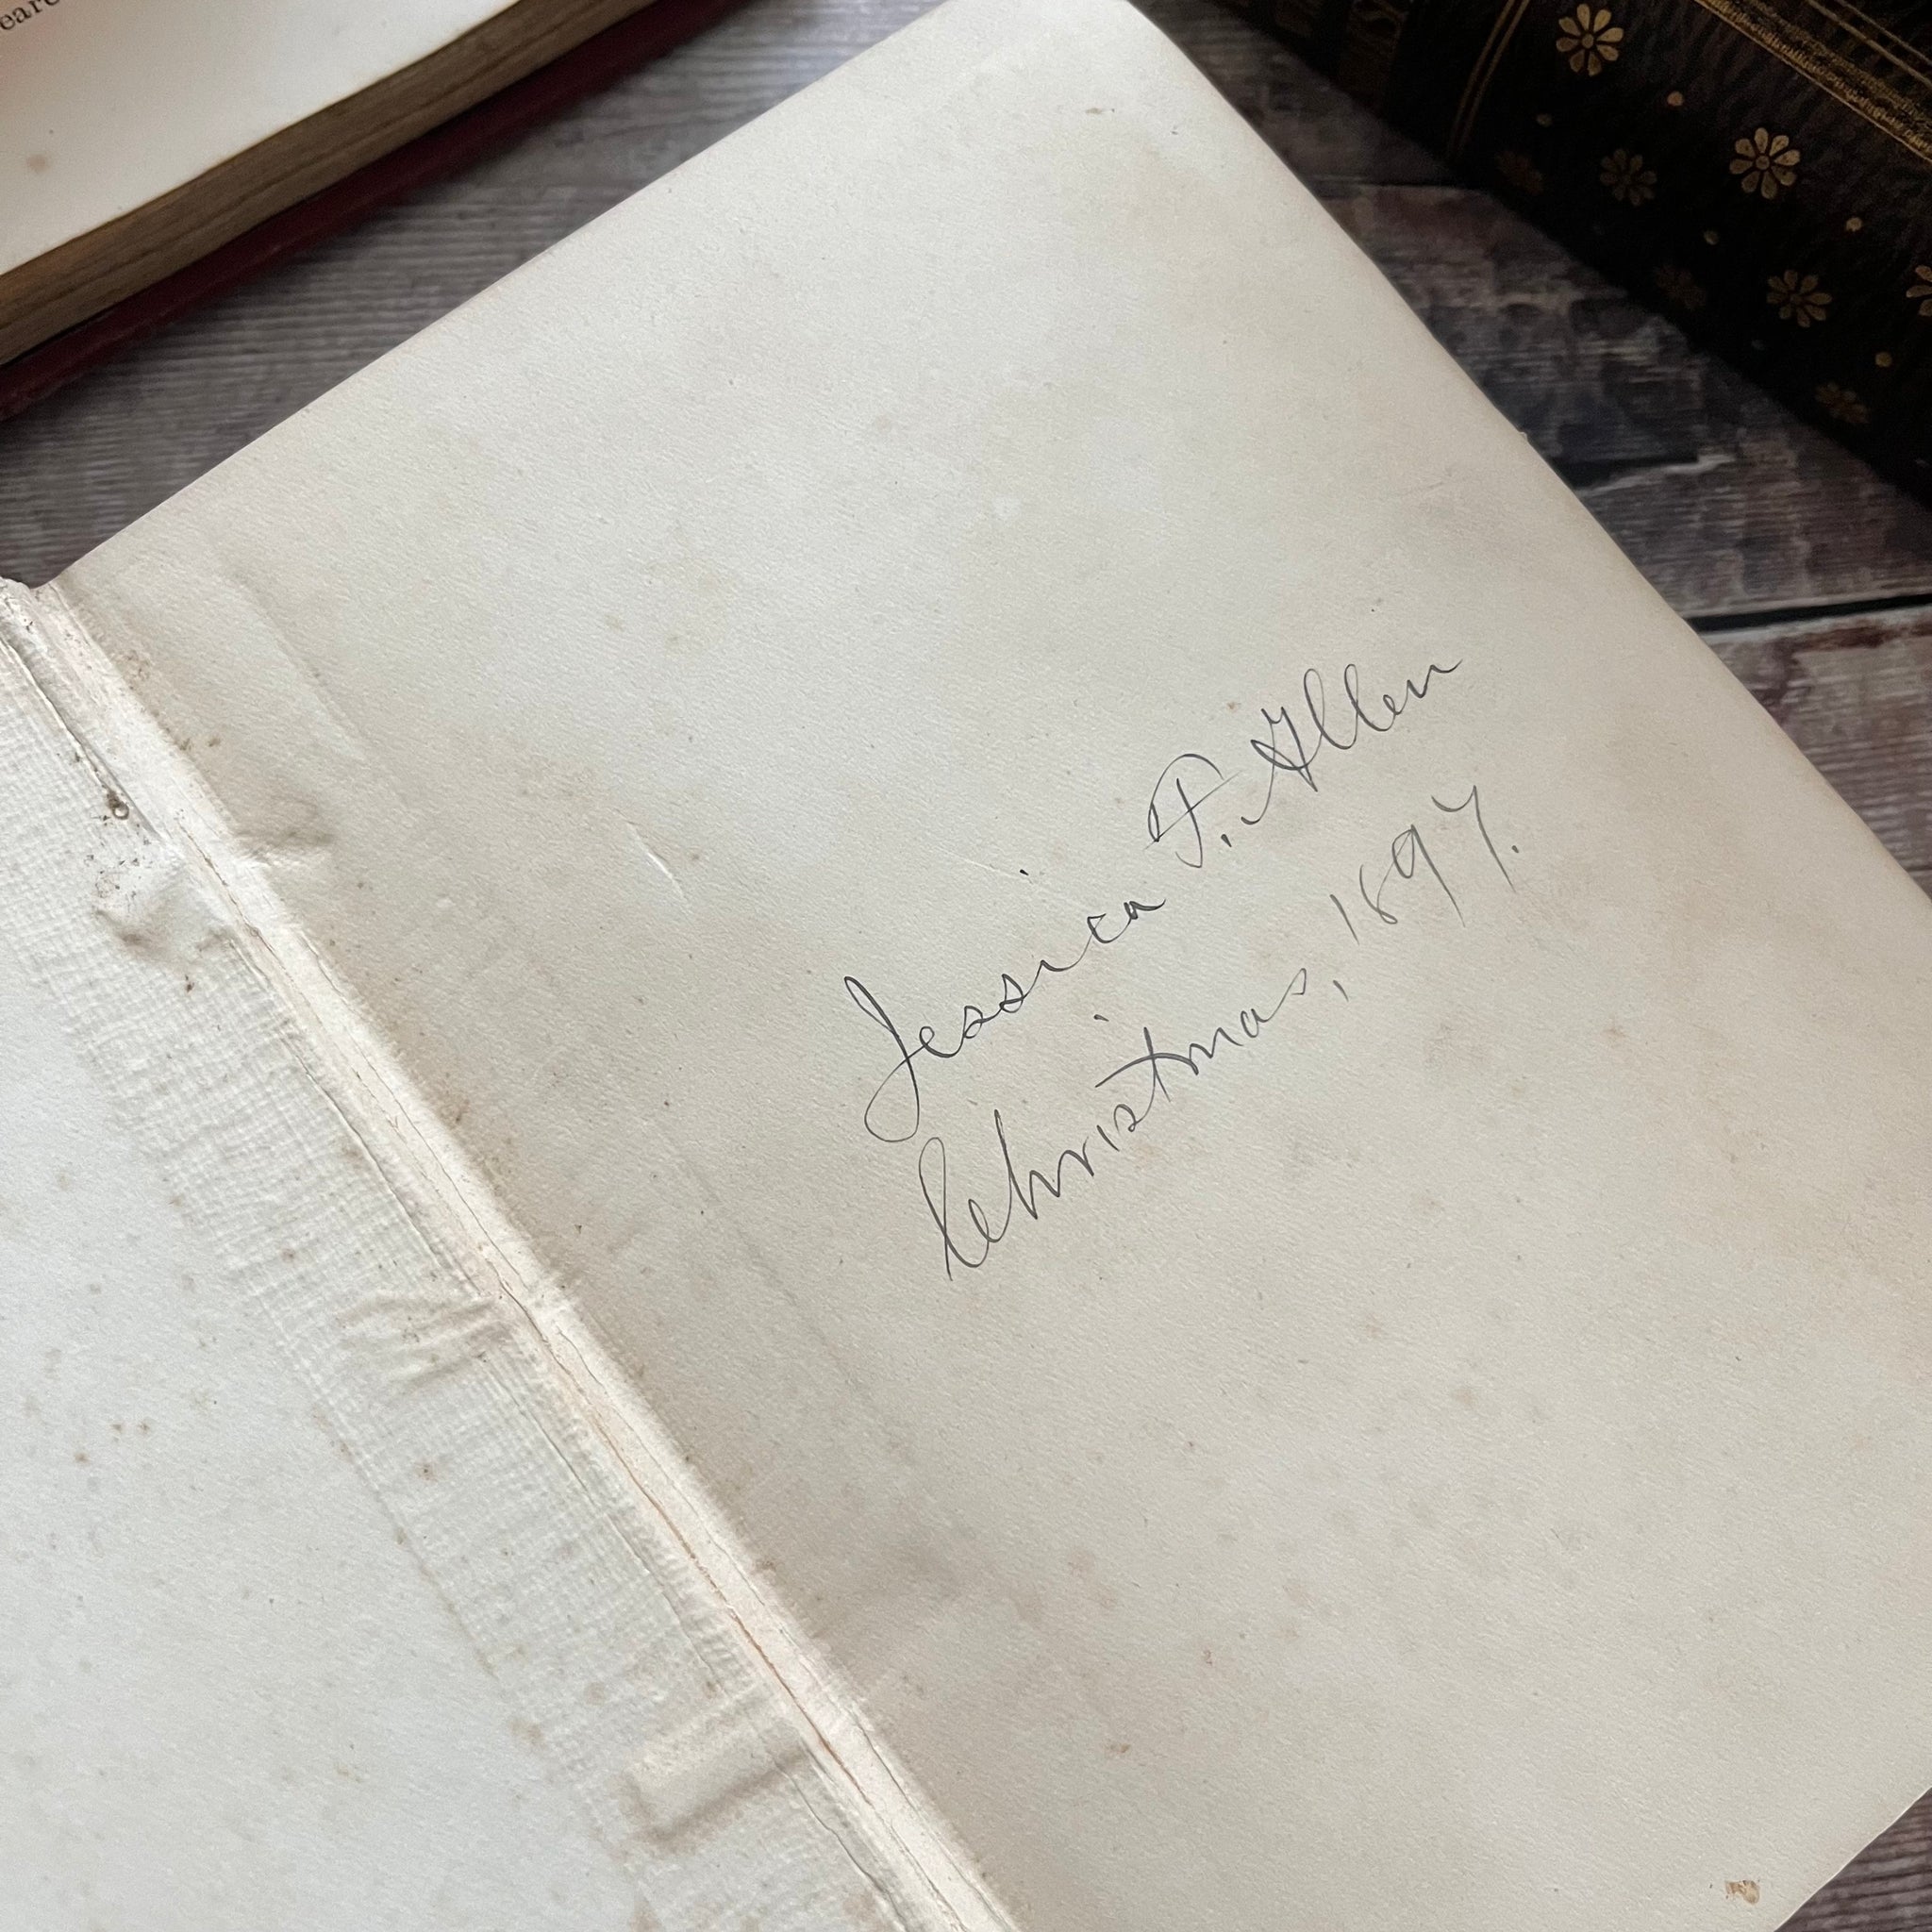 Jessica T. Allen
Christmas, 1897.